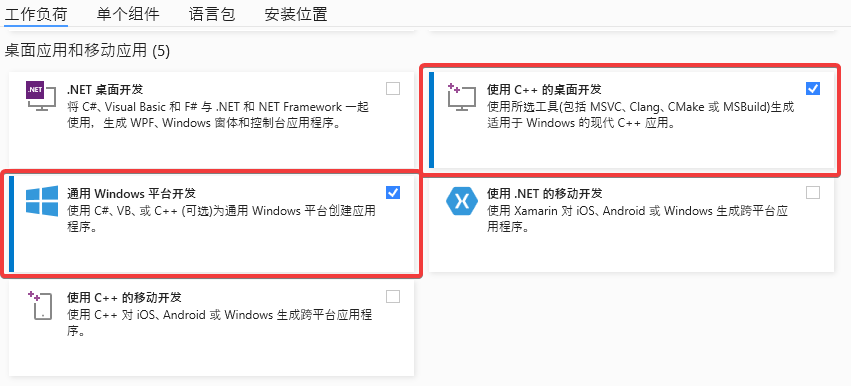 工作负荷 单个组件 语言包 安装位置
桌面应用和移动应用 (5)
.NET
.NET 桌面开发
将 C#、Visual Basic 和 F# 与 .NET 和 NET Framework 一起
使用，生成 WPF、Windows 窗体和控制台应用程序。
使用 C++ 的桌面开发
使用所选工具(包括 MSVC、Clang、CMake 或 MSBuild)生成
适用于 Windows 的现代 C++ 应用。
通用 Windows 平台开发
使用 C#、VB、或 C++ (可选)为通用 Windows 平台创建应用
程序。
使用 .NET 的移动开发
使用 Xamarin 对 iOS、Android 或 Windows 生成跨平台应
用程序。
使用 C++ 的移动开发
使用 C++ 对 iOS、Android 或 Windows 生成跨平台应用程
序。